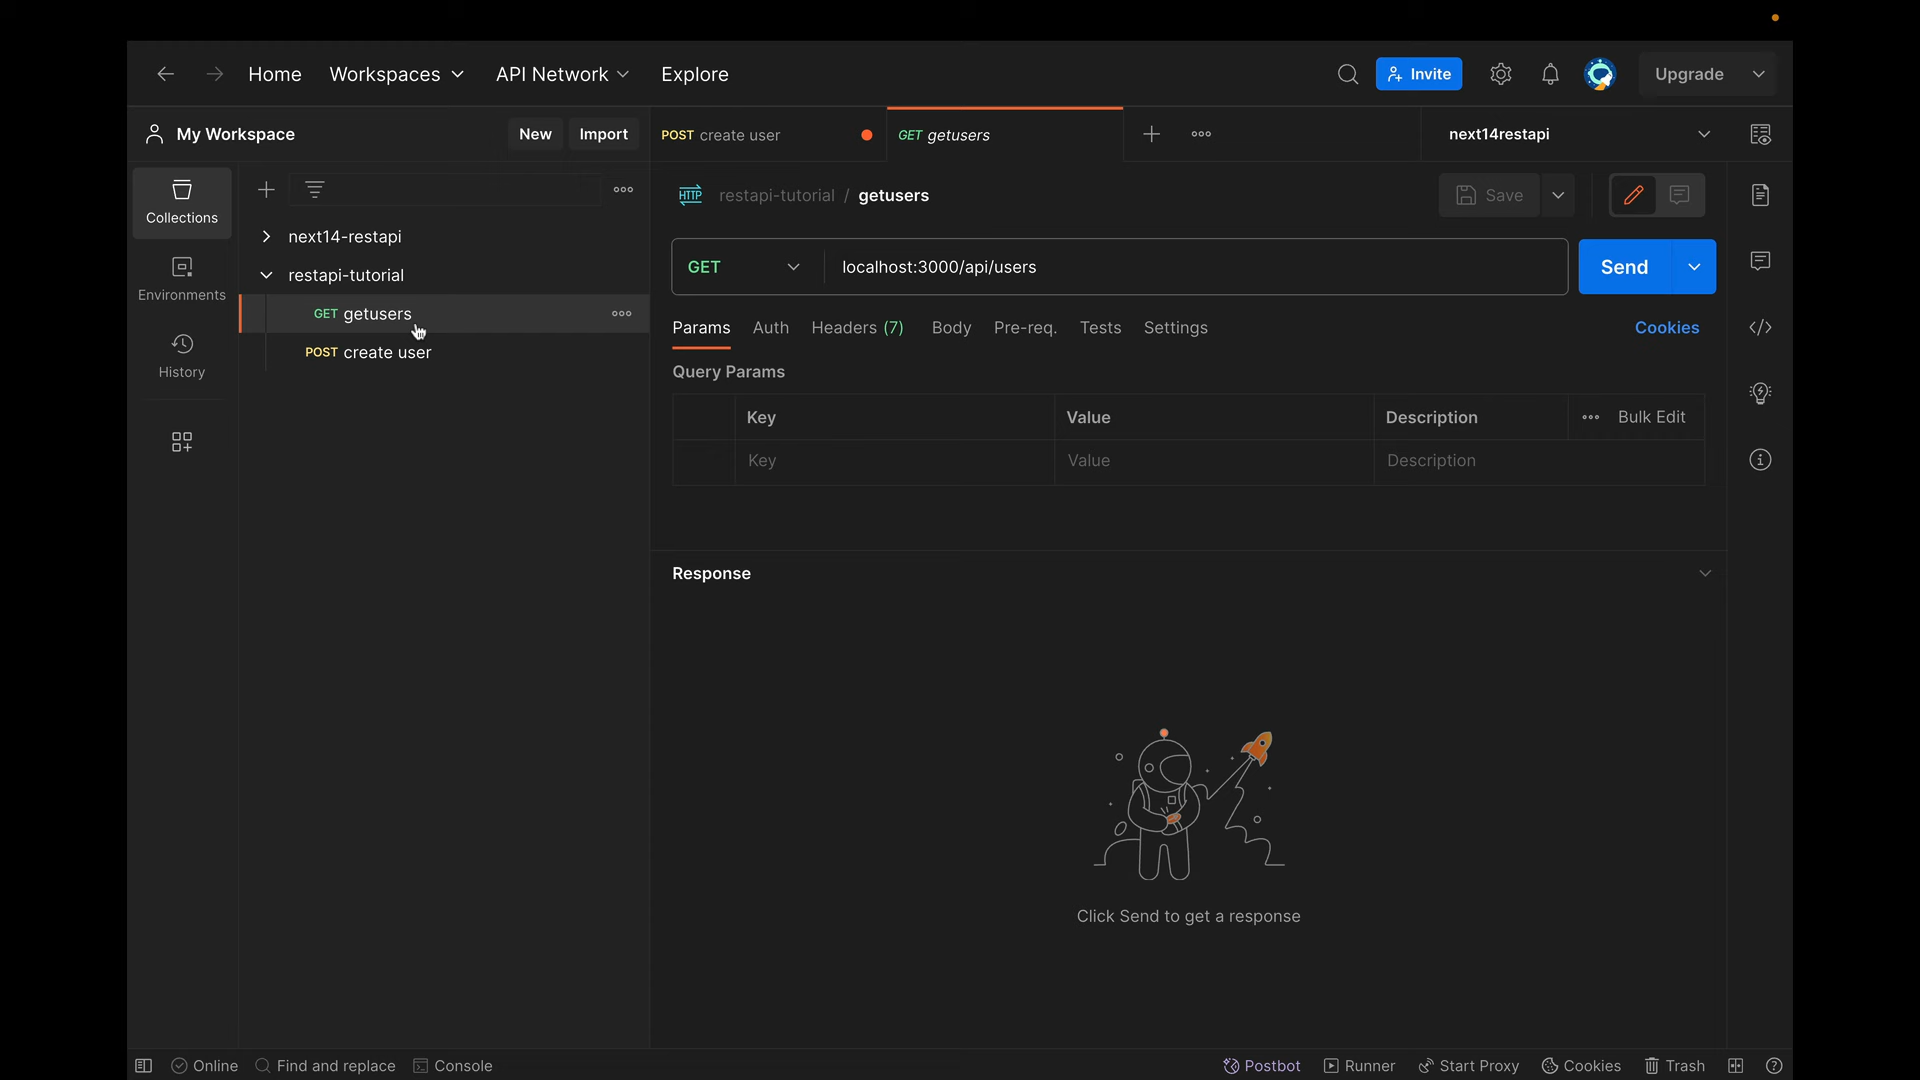 Home Workspaces API Network Explore Invite Upgrade
My Workspace New Import POST create user GET getusers next14restapi
Collections
Environments
History
next14-restapi
restapi-tutorial
GET getusers
POST create user
HTTP restapi-tutorial / getusers Save
GET localhost:3000/api/users Send
Params Auth Headers (7) Body Pre-req. Tests Settings Cookies
Query Params
Key Value Description Bulk Edit
Key Value Description
Response
Click Send to get a response
Online Find and replace Console Postbot Runner Start Proxy Cookies Trash